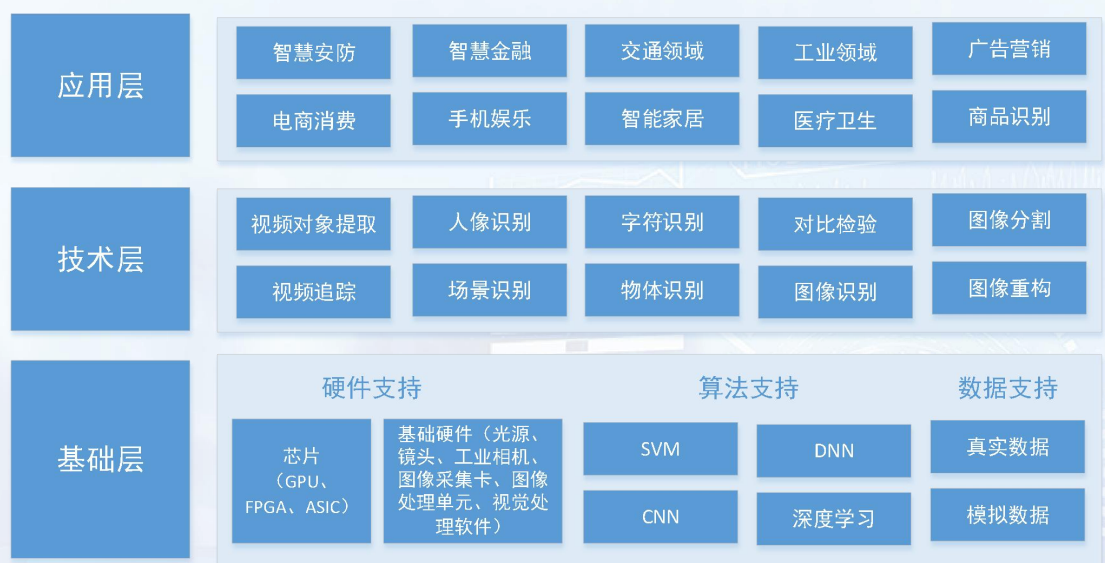 应用层
智慧安防
智慧金融
交通领域
工业领域
广告营销
电商消费
手机娱乐
智能家居
医疗卫生
商品识别
技术层
视频对象提取
人像识别
字符识别
对比检验
图像分割
视频追踪
场景识别
物体识别
图像识别
图像重构
基础层
硬件支持
算法支持
数据支持
芯片
（GPU、
FPGA、ASIC）
基础硬件（光源、
镜头、工业相机、
图像采集卡、图像
处理单元、视觉处
理软件）
SVM
DNN
真实数据
CNN
深度学习
模拟数据